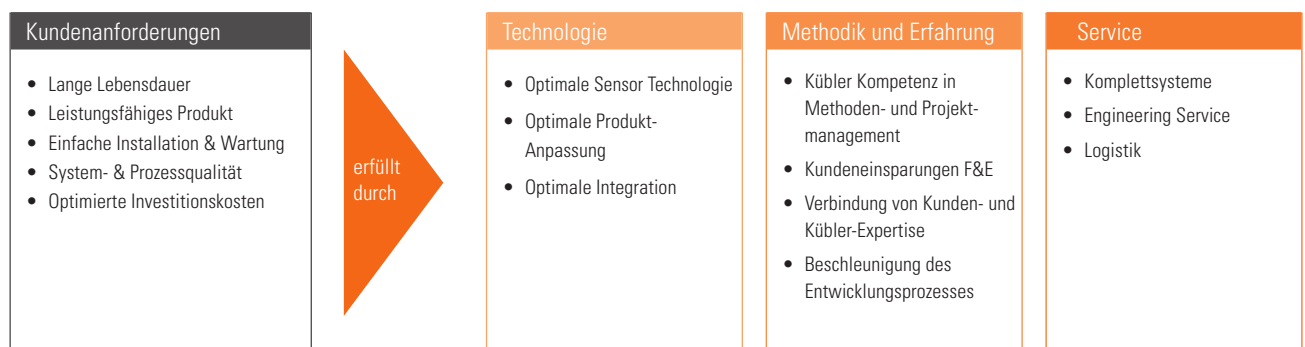 Kundenanforderungen
• Lange Lebensdauer
• Leistungsfähiges Produkt
• Einfache Installation & Wartung
• System- & Prozessqualität
• Optimierte Investitionskosten
erfüllt
durch
Technologie
• Optimale Sensor Technologie
• Optimale Produkt-
Anpassung
• Optimale Integration
Methodik und Erfahrung
• Kübler Kompetenz in
Methoden- und Projekt-
management
• Kundeneinsparungen F&E
• Verbindung von Kunden- und
Kübler-Expertise
• Beschleunigung des
Entwicklungsprozesses
Service
• Komplettsysteme
• Engineering Service
• Logistik